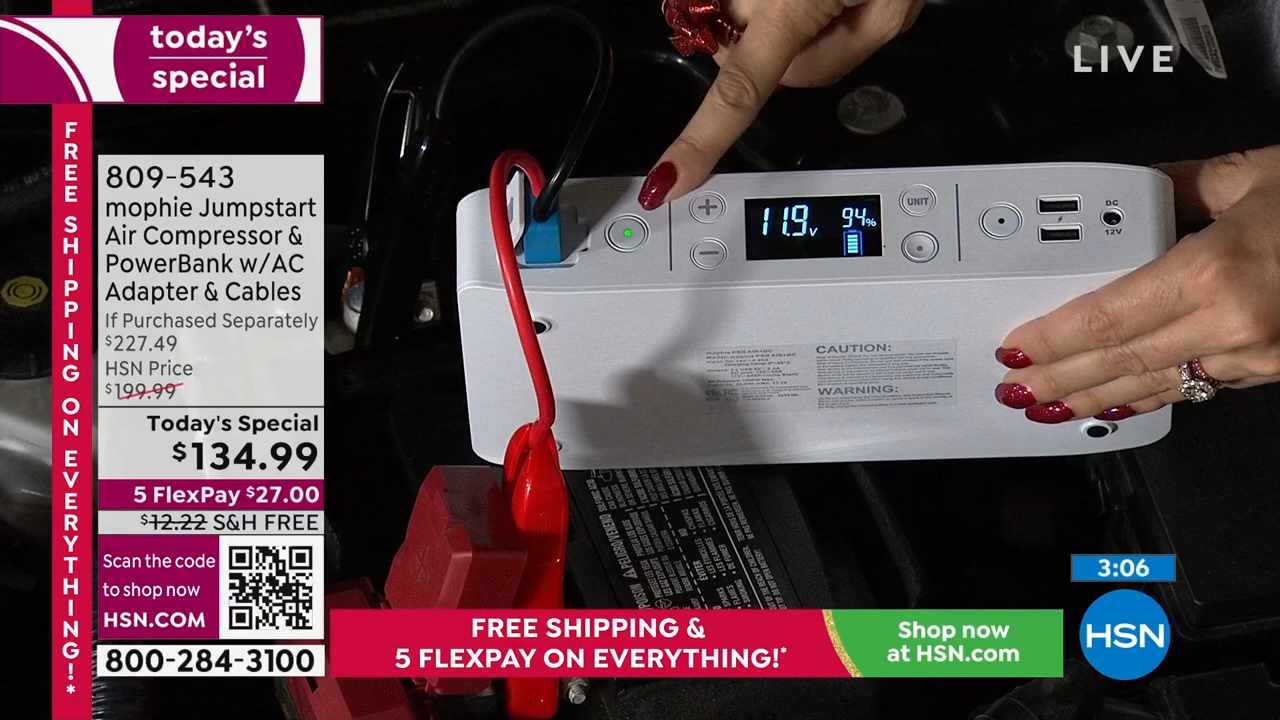 today's
special
LIVE
FREE SHIPPING ON EVERYTHING!*
809-543
mophie Jumpstart
Air Compressor &
PowerBank w/AC
Adapter & Cables
If Purchased Separately
$227.49
HSN Price
$199.99
Today's Special
$134.99
5 FlexPay $27.00
$12.22 S&H FREE
Scan the code
to shop now
HSN.COM
800-284-3100
11.9v 94%
UNIT
DC
12V
CAUTION:
WARNING:
3:06
HSN
FREE SHIPPING &
5 FLEXPAY ON EVERYTHING!*
Shop now
at HSN.com